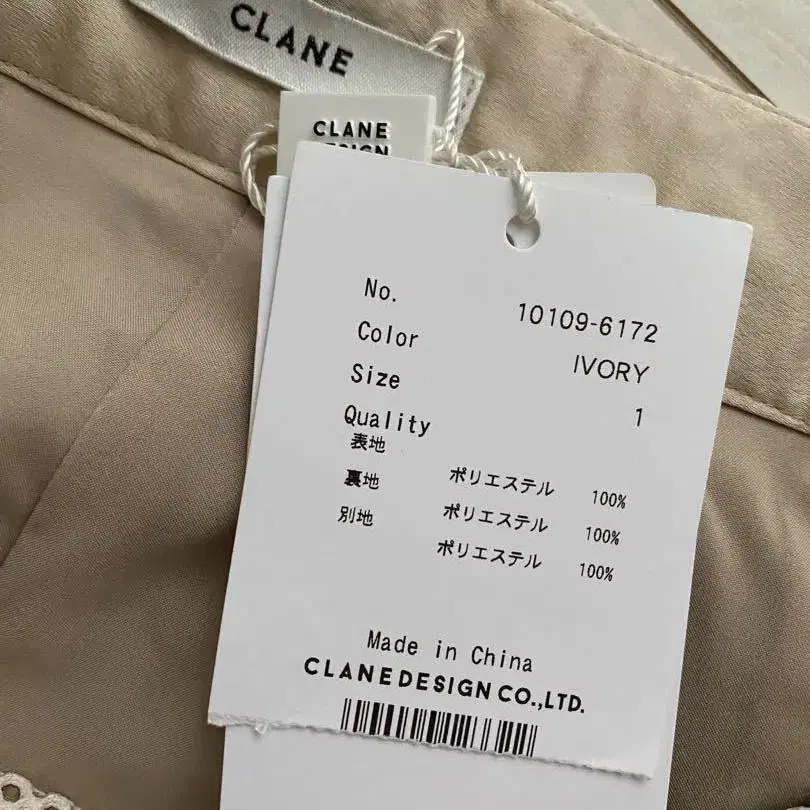 CLANE
CLANE
DESIGN
No. 10109-6172
Color IVORY
Size 1
Quality
表地 ポリエステル 100%
裏地 ポリエステル 100%
別地 ポリエステル 100%
Made in China
CLANEDESIGN CO.,LTD.